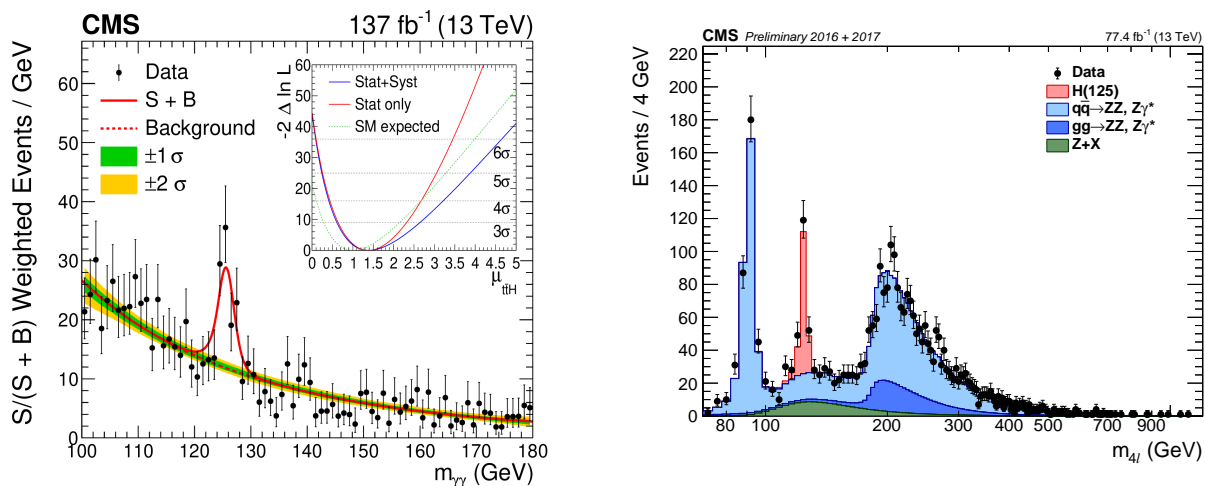 CMS 137 fb⁻¹ (13 TeV)
S/(S + B) Weighted Events / GeV
60
50
40
30
20
10
0
Data
S + B
Background
±1 σ
±2 σ
-2 Δ ln L
60
50
40
30
20
10
0
Stat+Syst
Stat only
SM expected
6σ
5σ
4σ
3σ
0 0.5 1 1.5 2 2.5 3 3.5 4 4.5 5
μ_tt̄H
100 110 120 130 140 150 160 170 180
m_γγ (GeV)
CMS Preliminary 2016 + 2017 77.4 fb⁻¹ (13 TeV)
Events / 4 GeV
220
200
180
160
140
120
100
80
60
40
20
0
Data
H(125)
qq̄→ZZ, Zγ*
gg→ZZ, Zγ*
Z+X
80 100 200 300 400 500 700 900
m_4l (GeV)